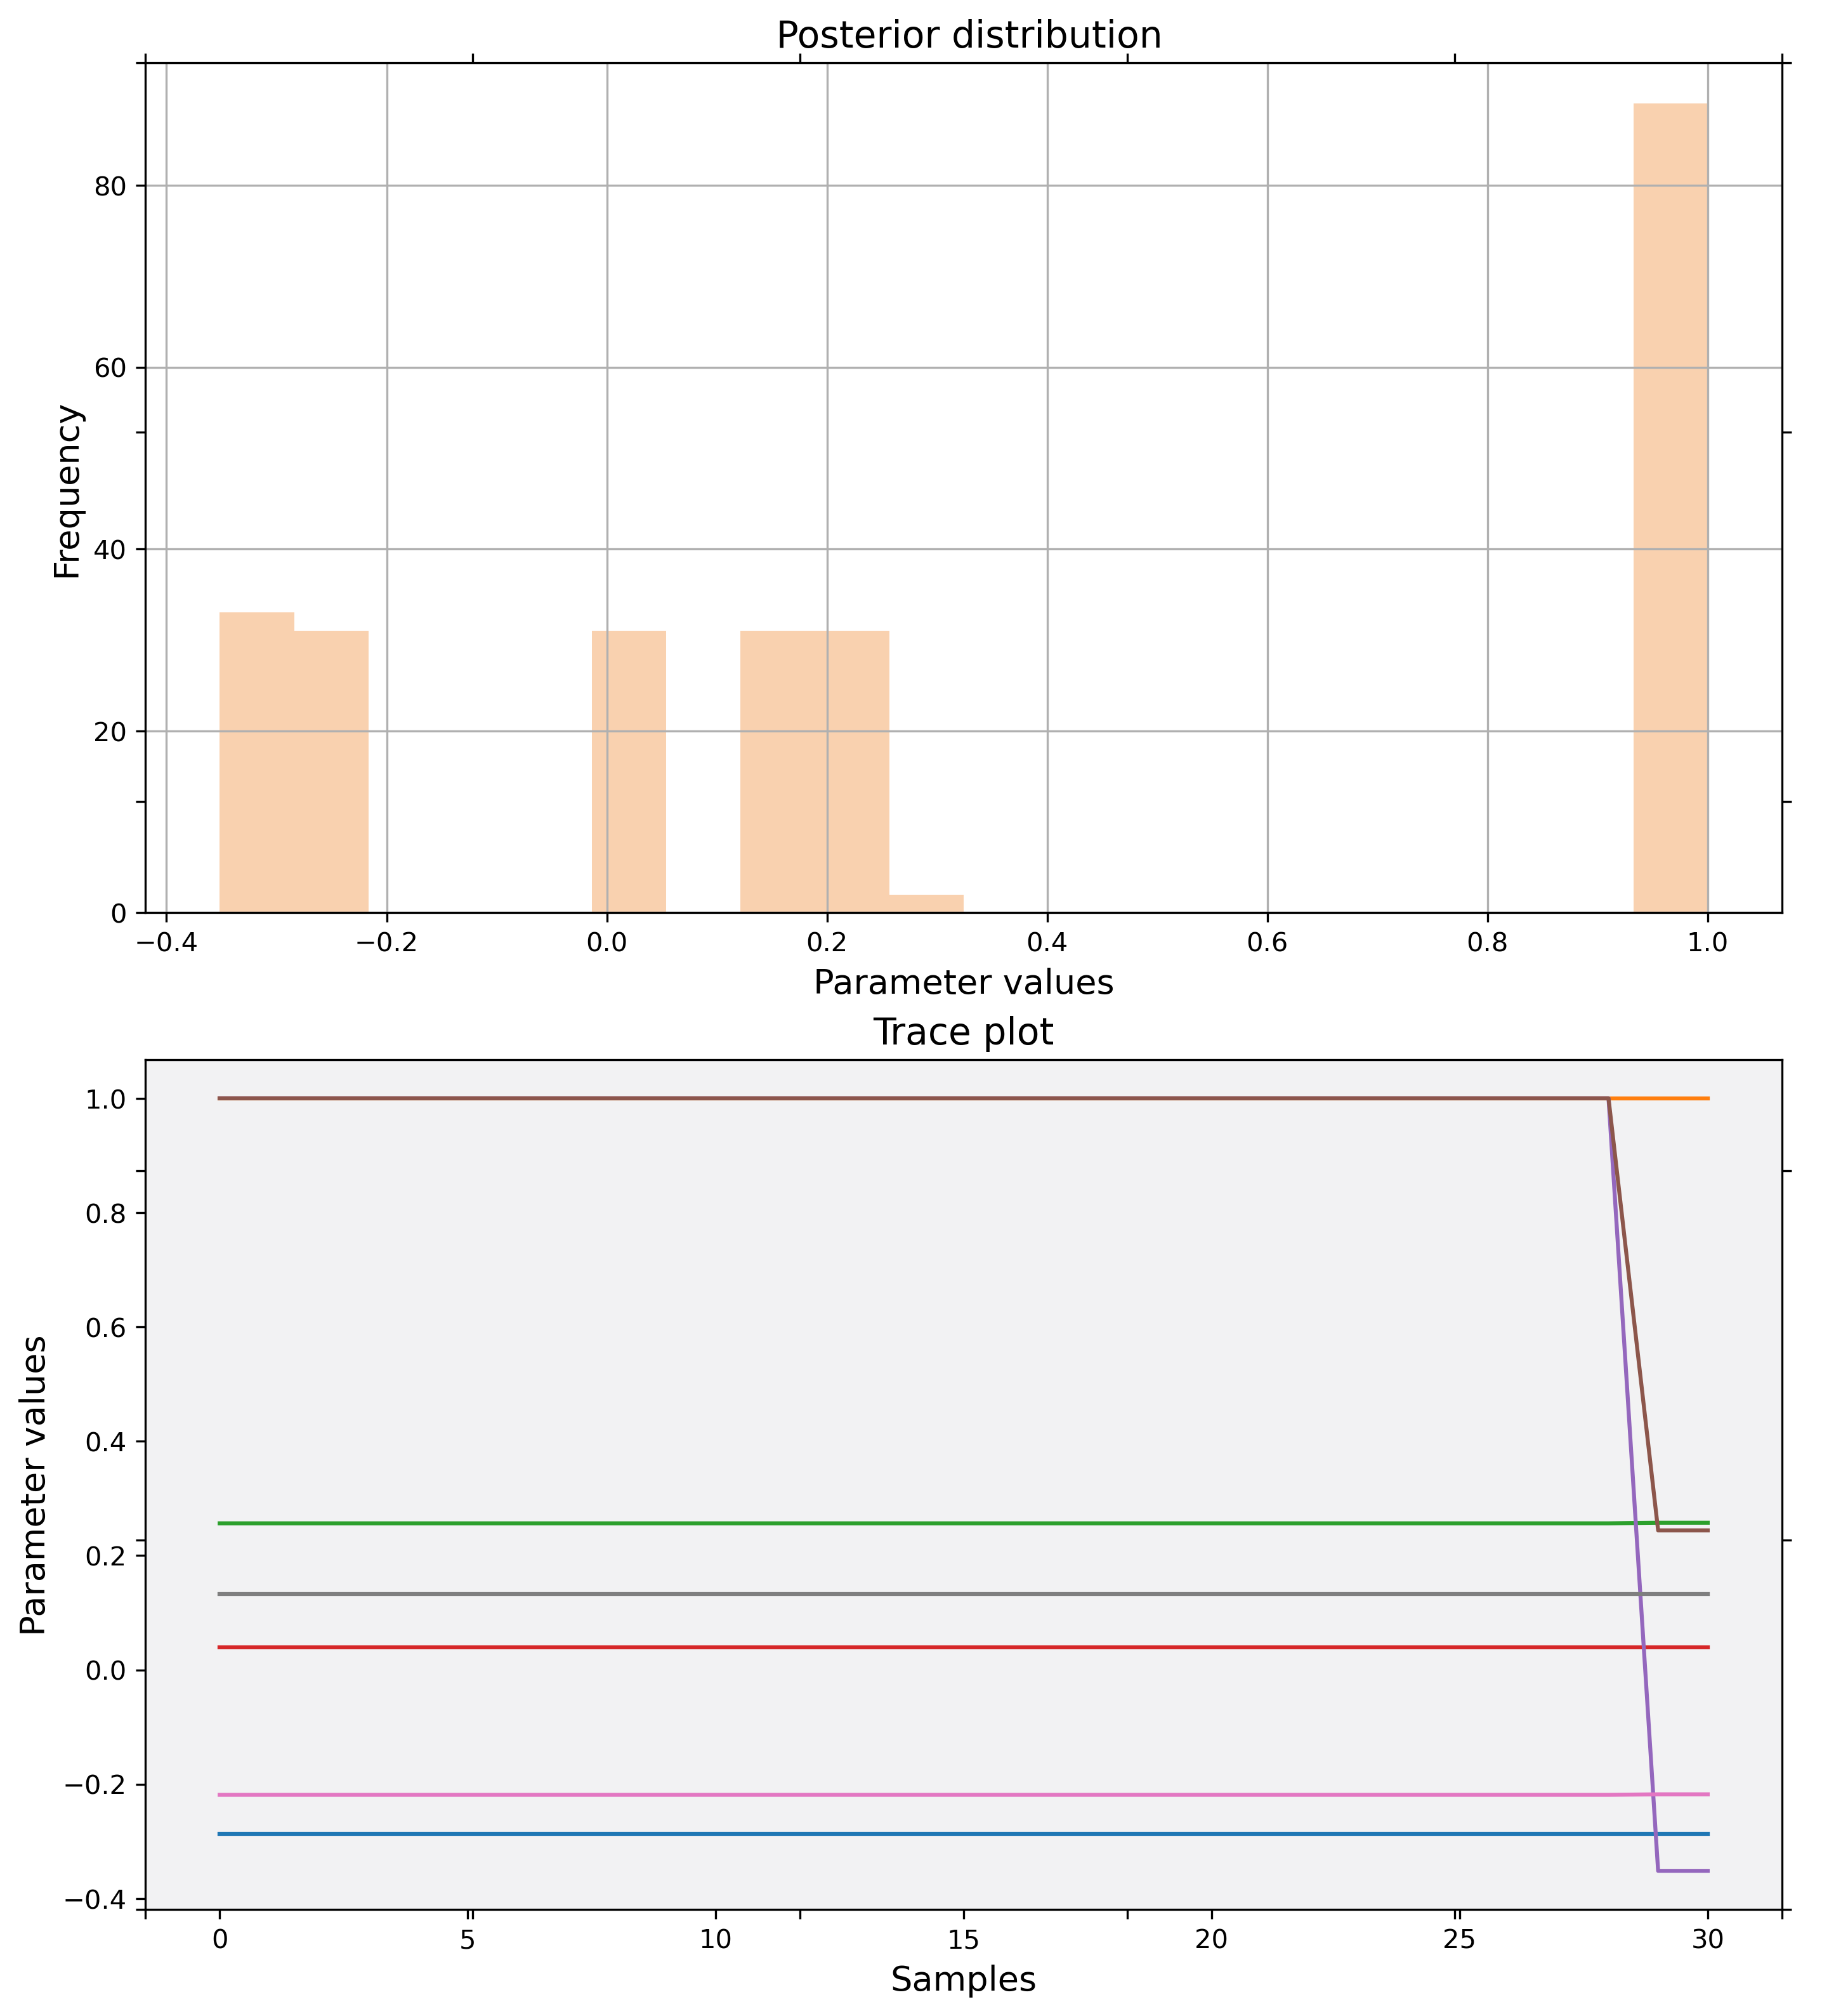 Posterior distribution
Frequency
80
60
40
20
0
−0.4 −0.2 0.0 0.2 0.4 0.6 0.8 1.0
Parameter values
Trace plot
Parameter values
1.0
0.8
0.6
0.4
0.2
0.0
−0.2
−0.4
0 5 10 15 20 25 30
Samples